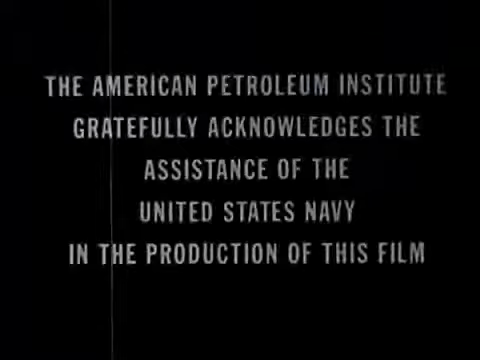 THE AMERICAN PETROLEUM INSTITUTE
GRATEFULLY ACKNOWLEDGES THE
ASSISTANCE OF THE
UNITED STATES NAVY
IN THE PRODUCTION OF THIS FILM